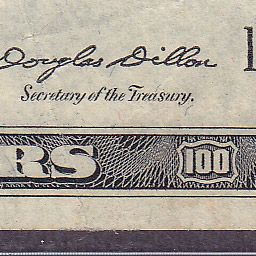 Douglas Dillon
Secretary of the Treasury.
RS 100